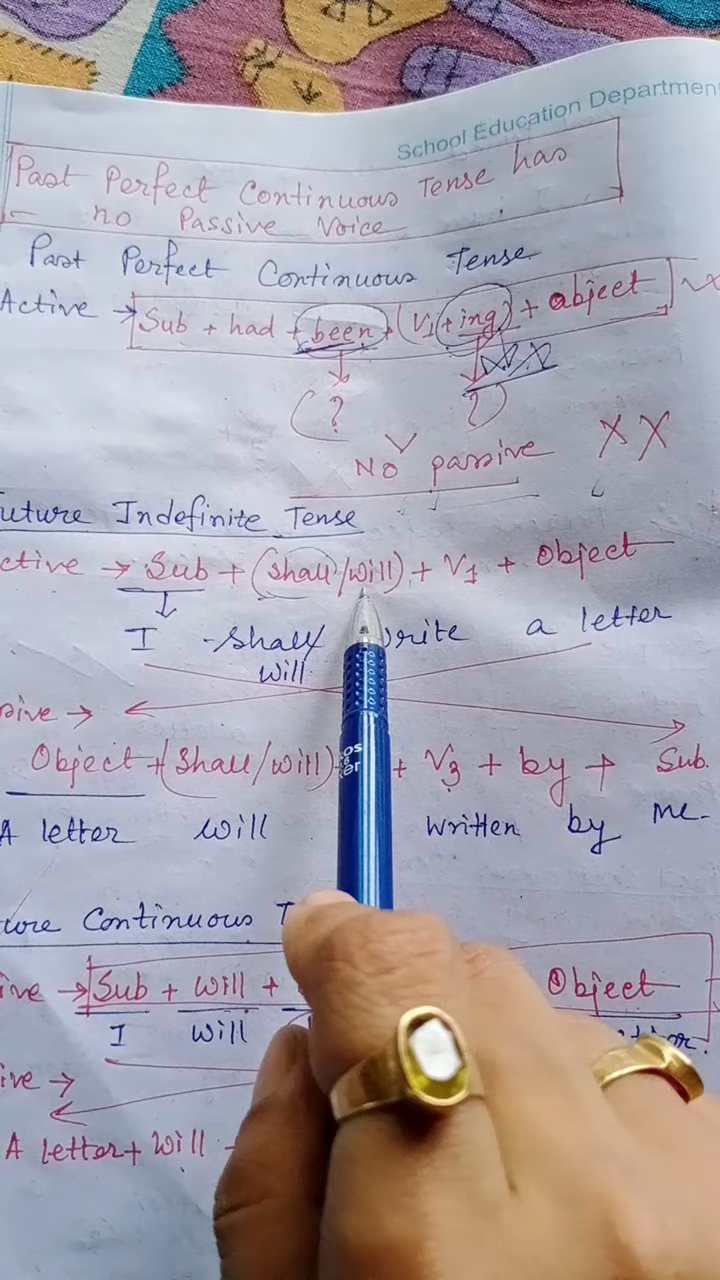 School Education Departmen
Past Perfect Continuous Tense has
no Passive Voice
Past Perfect Continuous Tense
Active → Sub + had + been + (V1 + ing) + object
(? ?)
No passive XX
uture Indefinite Tense
ctive → Sub + (shall/will) + V1 + Object
I shall write a letter
will
sive →
Object + (Shall/will) + V3 + by + Sub.
A letter will written by me.
ure Continuous T
ive → Sub + will + Object
I will
ive →
A letter + will